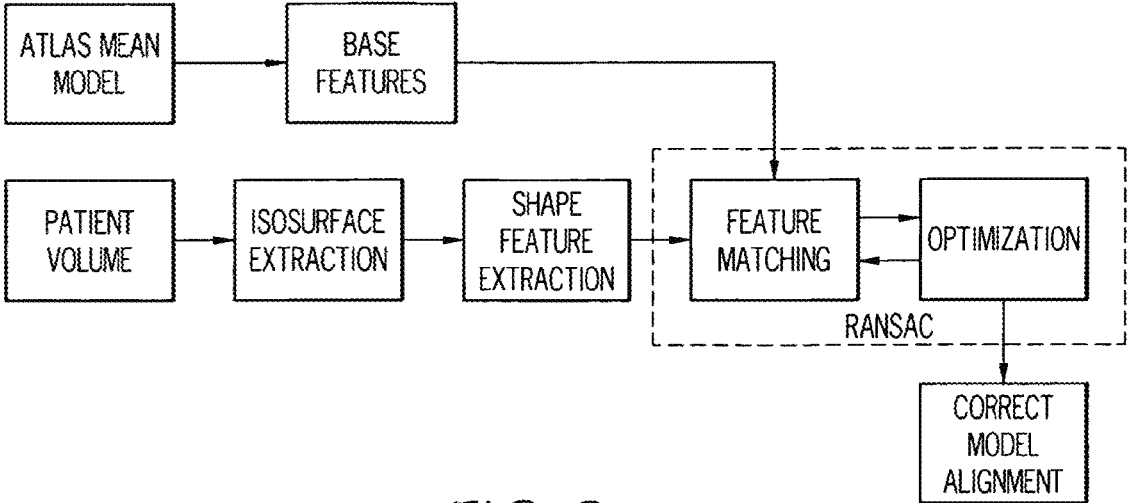 ATLAS MEAN
MODEL
BASE
FEATURES
PATIENT
VOLUME
ISOSURFACE
EXTRACTION
SHAPE
FEATURE
EXTRACTION
FEATURE
MATCHING
OPTIMIZATION
RANSAC
CORRECT
MODEL
ALIGNMENT